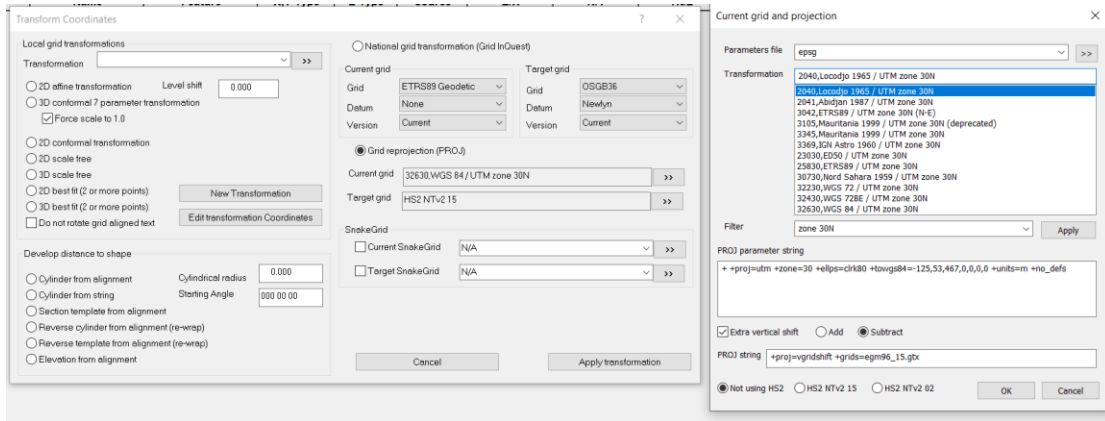 Transform Coordinates
? ×
Local grid transformations
Transformation >>
2D affine transformation Level shift 0.000
3D conformal 7 parameter transformation
Force scale to 1.0
2D conformal transformation
2D scale free
3D scale free
2D best fit (2 or more points) New Transformation
3D best fit (2 or more points)
Do not rotate grid aligned text Edit transformation Coordinates
Develop distance to shape
Cylinder from alignment Cylindrical radius 0.000
Cylinder from string Starting Angle 000 00 00
Section template from alignment
Reverse cylinder from alignment (re-wrap)
Reverse template from alignment (re-wrap)
Elevation from alignment
National grid transformation (Grid InQuest)
Current grid Target grid
Grid ETRS89 Geodetic Grid OSGB36
Datum None Datum Newlyn
Version Current Version Current
Grid reprojection (PROJ)
Current grid 32630,WGS 84 / UTM zone 30N >>
Target grid HS2 NTv2 15 >>
SnakeGrid
Current SnakeGrid N/A >>
Target SnakeGrid N/A >>
Cancel Apply transformation
Current grid and projection ×
Parameters file epsg >>
Transformation 2040,Locodjo 1965 / UTM zone 30N
2040,Locodjo 1965 / UTM zone 30N
2041,Abidjan 1987 / UTM zone 30N
3042,ETRS89 / UTM zone 30N (N-E)
3105,Mauritania 1999 / UTM zone 30N (deprecated)
3345,Mauritania 1999 / UTM zone 30N
3369,IGN Astro 1960 / UTM zone 30N
23030,ED50 / UTM zone 30N
25830,ETRS89 / UTM zone 30N
30730,Nord Sahara 1959 / UTM zone 30N
32230,WGS 72 / UTM zone 30N
32430,WGS 72BE / UTM zone 30N
32630,WGS 84 / UTM zone 30N
Filter zone 30N Apply
PROJ parameter string
+ +proj=utm +zone=30 +ellps=clrk80 +towgs84=-125,53,467,0,0,0,0 +units=m +no_defs
Extra vertical shift Add Subtract
PROJ string +proj=vgridshift +grids=egm96_15.gtx
Not using HS2 HS2 NTv2 15 HS2 NTv2 02 OK Cancel